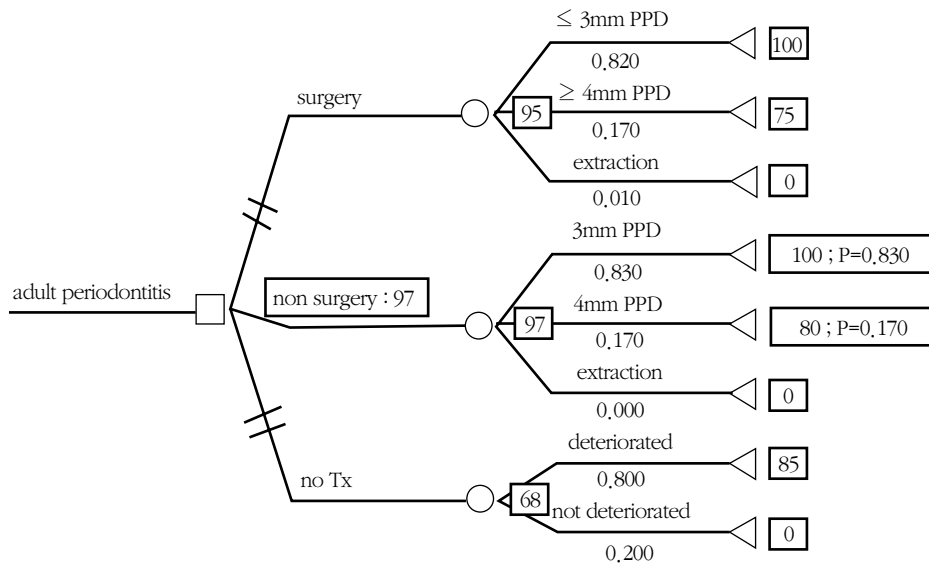 ≤ 3mm PPD
0.820
100
surgery
95
≥ 4mm PPD
0.170
75
extraction
0.010
0
adult periodontitis
non surgery : 97
97
3mm PPD
0.830
100 ; P=0.830
4mm PPD
0.170
80 ; P=0.170
extraction
0.000
0
no Tx
68
deteriorated
0.800
85
not deteriorated
0.200
0